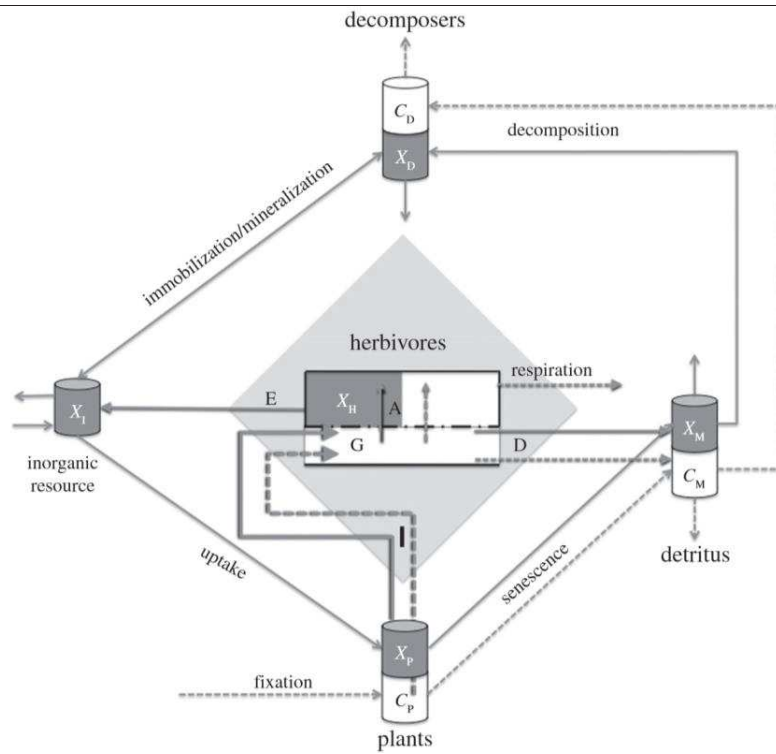 decomposers
C_D
X_D
decomposition
immobilization/mineralization
herbivores
respiration
X_H
A
E
X_I
G
D
X_M
C_M
inorganic
resource
I
detritus
uptake
senescence
X_P
fixation
C_P
plants